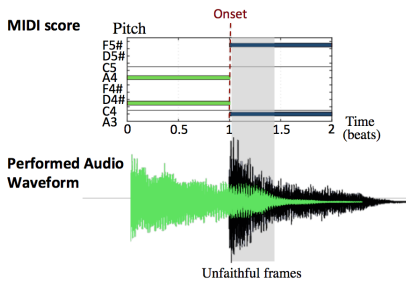 Onset
MIDI score
Pitch
F5#
D5#
C5
A4
F4#
D4#
C4
A3
0 0.5 1 1.5 2
Time
(beats)
Performed Audio
Waveform
Unfaithful frames